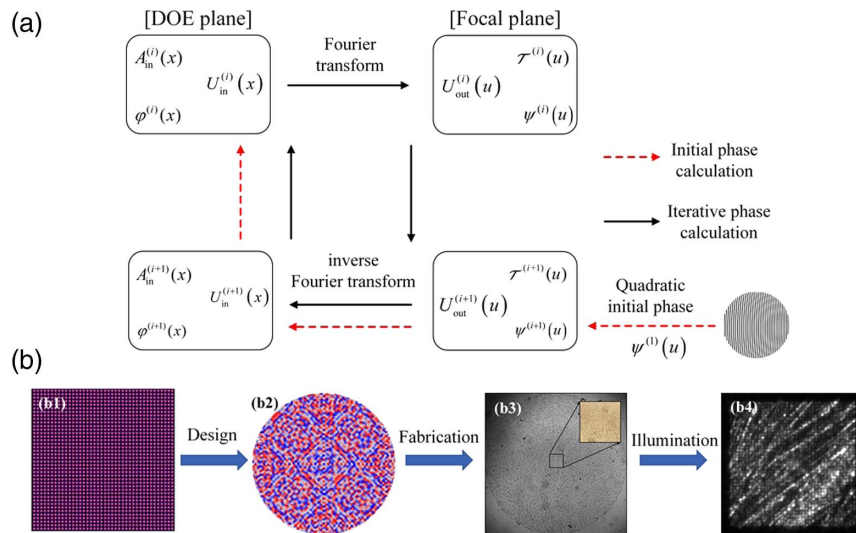 (a)
[DOE plane]
[Focal plane]
A_in^(i)(x)
U_in^(i)(x)
φ^(i)(x)
Fourier
transform
𝒯^(i)(u)
U_out^(i)(u)
ψ^(i)(u)
Initial phase
calculation
Iterative phase
calculation
A_in^(i+1)(x)
U_in^(i+1)(x)
φ^(i+1)(x)
inverse
Fourier transform
𝒯^(i+1)(u)
U_out^(i+1)(u)
ψ^(i+1)(u)
Quadratic
initial phase
ψ^(1)(u)
(b)
(b1)
Design
(b2)
Fabrication
(b3)
Illumination
(b4)